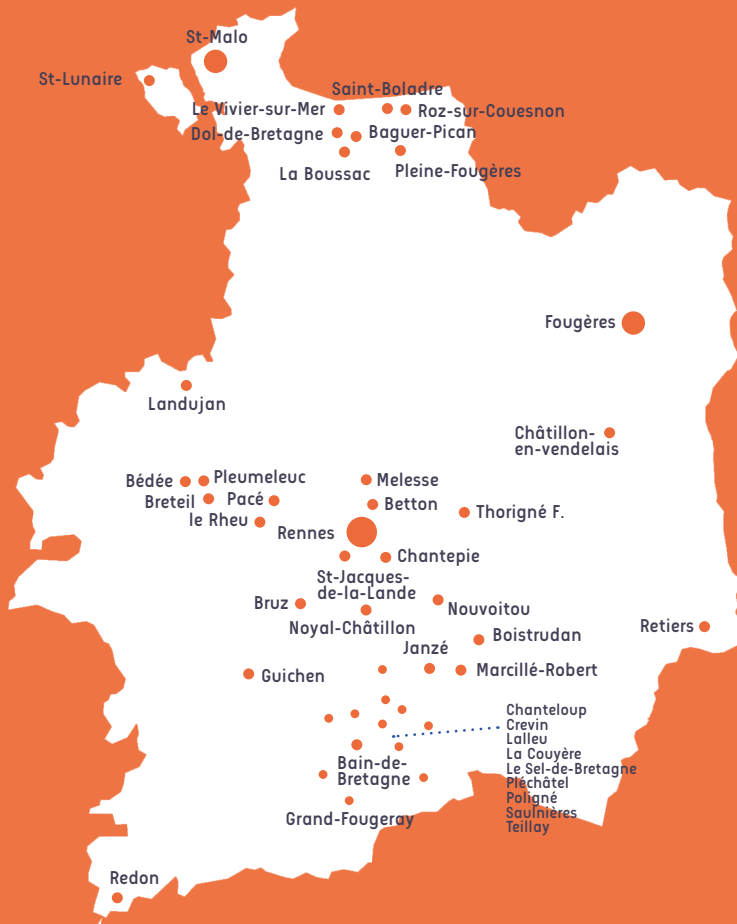 St-Malo
St-Lunaire
Saint-Boladre
Le Vivier-sur-Mer
Roz-sur-Couesnon
Dol-de-Bretagne
Baguer-Pican
La Boussac
Pleine-Fougères
Fougères
Landujan
Châtillon-
en-vendelais
Bédée
Pleumeleuc
Melesse
Breteil
Pacé
Betton
Thorigné F.
le Rheu
Rennes
Chantepie
St-Jacques-
de-la-Lande
Bruz
Nouvoitou
Noyal-Châtillon
Retiers
Boistrudan
Janzé
Guichen
Marcillé-Robert
Chanteloup
Crevin
Lalleu
La Couyère
Le Sel-de-Bretagne
Pléchâtel
Poligné
Saulnières
Teillay
Bain-de-
Bretagne
Grand-Fougeray
Redon